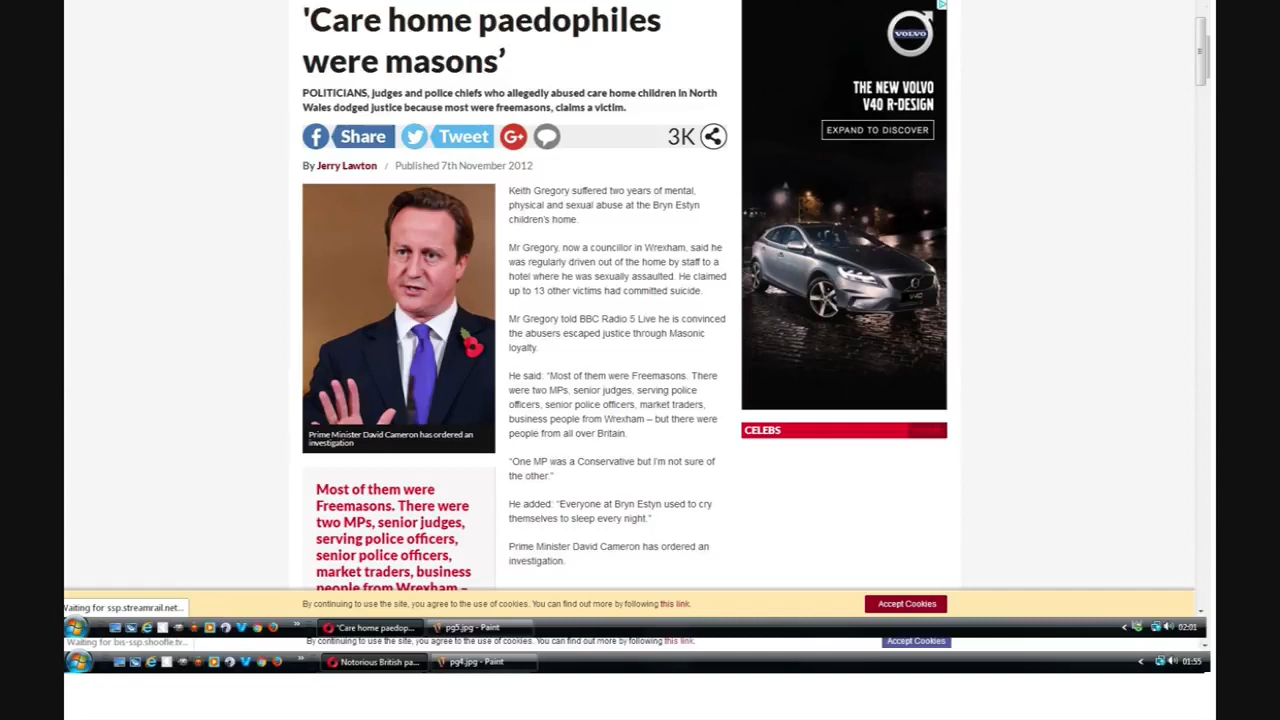 'Care home paedophiles
were masons’
POLITICIANS, judges and police chiefs who allegedly abused care home children in North
Wales dodged justice because most were freemasons, claims a victim.
Share
Tweet
G+
3K
By Jerry Lawton / Published 7th November 2012
Prime Minister David Cameron has ordered an
investigation
Most of them were
Freemasons. There were
two MPs, senior judges,
serving police officers,
senior police officers,
market traders, business
people from Wrexham –
Keith Gregory suffered two years of mental,
physical and sexual abuse at the Bryn Estyn
children's home.
Mr Gregory, now a councillor in Wrexham, said he
was regularly driven out of the home by staff to a
hotel where he was sexually assaulted. He claimed
up to 13 other victims had committed suicide.
Mr Gregory told BBC Radio 5 Live he is convinced
the abusers escaped justice through Masonic
loyalty.
He said: “Most of them were Freemasons. There
were two MPs, senior judges, serving police
officers, senior police officers, market traders,
business people from Wrexham – but there were
people from all over Britain.
“One MP was a Conservative but I'm not sure of
the other.”
He added: “Everyone at Bryn Estyn used to cry
themselves to sleep every night.”
Prime Minister David Cameron has ordered an
investigation.
VOLVO
THE NEW VOLVO
V40 R-DESIGN
EXPAND TO DISCOVER
CELEBS
By continuing to use the site, you agree to the use of cookies. You can find out more by following this link.
Accept Cookies
Waiting for ssp.streamrail.net...
'Care home paedop...
pg5.jpg - Paint
02:01
Waiting for bis-ssp.shoofle.tv...
By continuing to use the site, you agree to the use of cookies. You can find out more by following this link.
Accept Cookies
Notorious British pa...
pg4.jpg - Paint
01:55